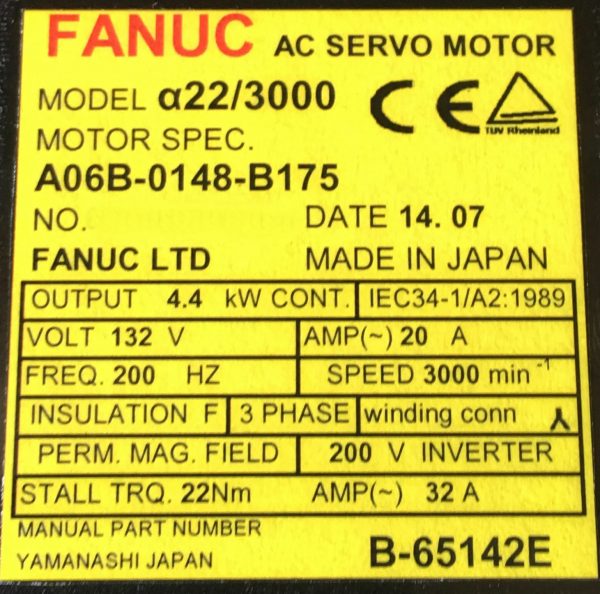 FANUC AC SERVO MOTOR
MODEL α22/3000 CE TÜV Rheinland
MOTOR SPEC.
A06B-0148-B175
NO. DATE 14. 07
FANUC LTD MADE IN JAPAN
OUTPUT 4.4 kW CONT. IEC34-1/A2:1989
VOLT 132 V AMP(~) 20 A
FREQ. 200 HZ SPEED 3000 min⁻¹
INSULATION F 3 PHASE winding conn
PERM. MAG. FIELD 200 V INVERTER
STALL TRQ. 22Nm AMP(~) 32 A
MANUAL PART NUMBER
YAMANASHI JAPAN B-65142E